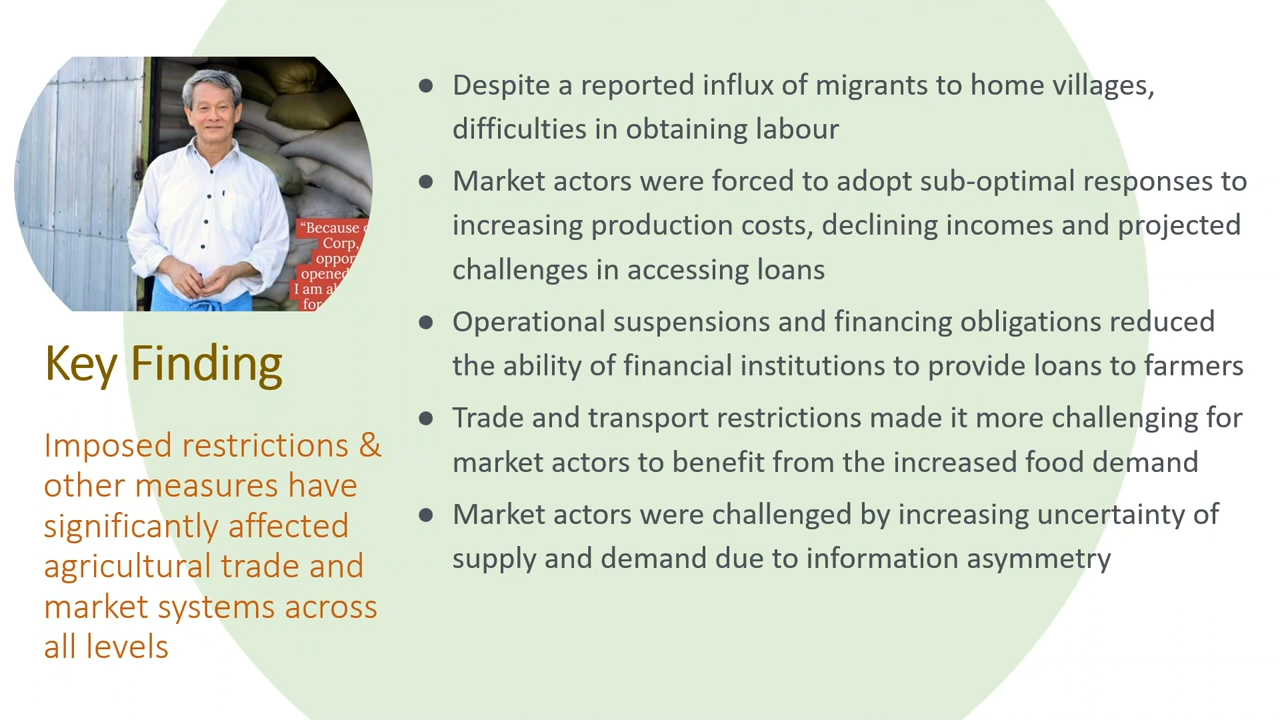 “Because
Corp,
opened
I am
Key Finding
Imposed restrictions &
other measures have
significantly affected
agricultural trade and
market systems across
all levels
● Despite a reported influx of migrants to home villages,
difficulties in obtaining labour
● Market actors were forced to adopt sub-optimal responses to
increasing production costs, declining incomes and projected
challenges in accessing loans
● Operational suspensions and financing obligations reduced
the ability of financial institutions to provide loans to farmers
● Trade and transport restrictions made it more challenging for
market actors to benefit from the increased food demand
● Market actors were challenged by increasing uncertainty of
supply and demand due to information asymmetry